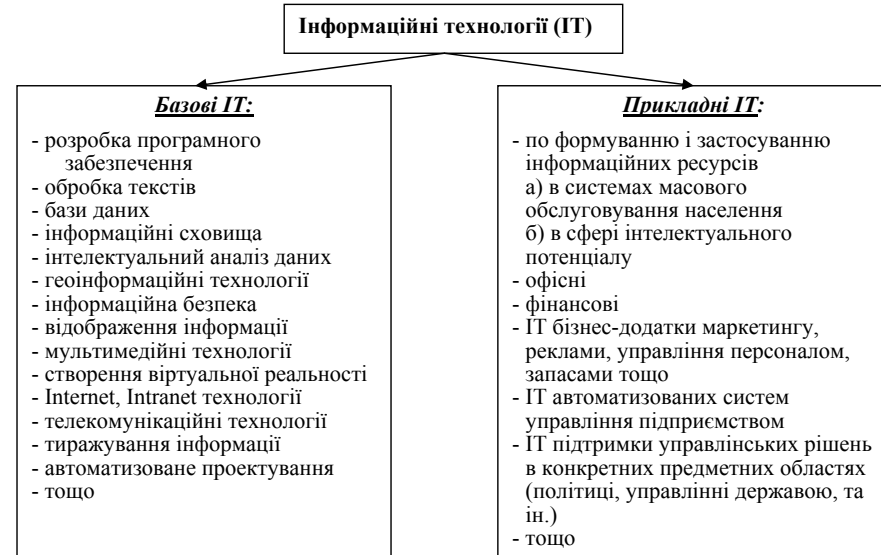 Інформаційні технології (ІТ)
Базові ІТ:
- розробка програмного
забезпечення
- обробка текстів
- бази даних
- інформаційні сховища
- інтелектуальний аналіз даних
- геоінформаційні технології
- інформаційна безпека
- відображення інформації
- мультимедійні технології
- створення віртуальної реальності
- Internet, Intranet технології
- телекомунікаційні технології
- тиражування інформації
- автоматизоване проектування
- тощо
Прикладні ІТ:
- по формуванню і застосуванню
інформаційних ресурсів
а) в системах масового
обслуговування населення
б) в сфері інтелектуального
потенціалу
- офісні
- фінансові
- ІТ бізнес-додатки маркетингу,
реклами, управління персоналом,
запасами тощо
- ІТ автоматизованих систем
управління підприємством
- ІТ підтримки управлінських рішень
в конкретних предметних областях
(політиці, управлінні державою, та
ін.)
- тощо